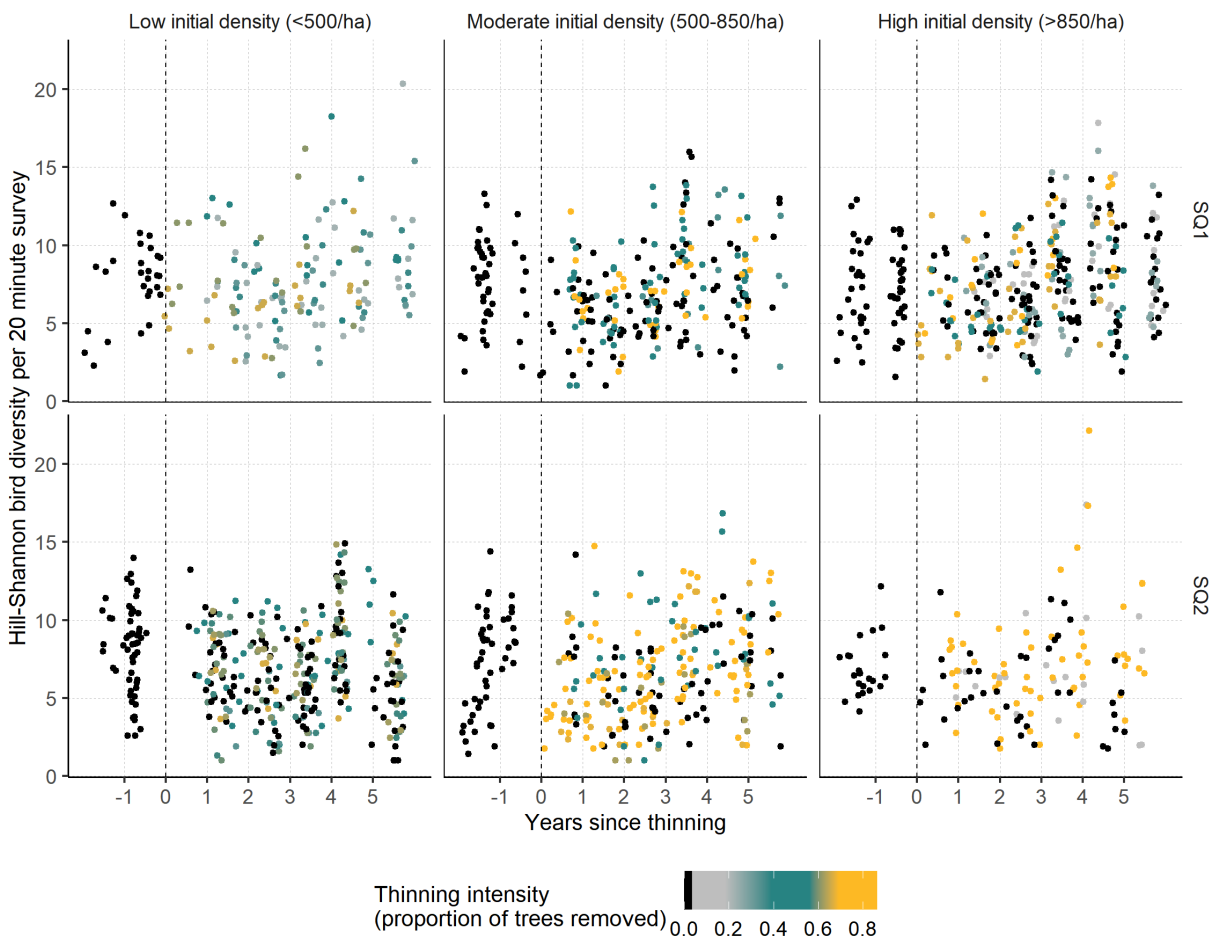 Low initial density (<500/ha) Moderate initial density (500-850/ha) High initial density (>850/ha)
Hill-Shannon bird diversity per 20 minute survey
20
15
10
5
0
SQ1
20
15
10
5
0
SQ2
-1 0 1 2 3 4 5 -1 0 1 2 3 4 5 -1 0 1 2 3 4 5
Years since thinning
Thinning intensity
(proportion of trees removed)
0.0 0.2 0.4 0.6 0.8